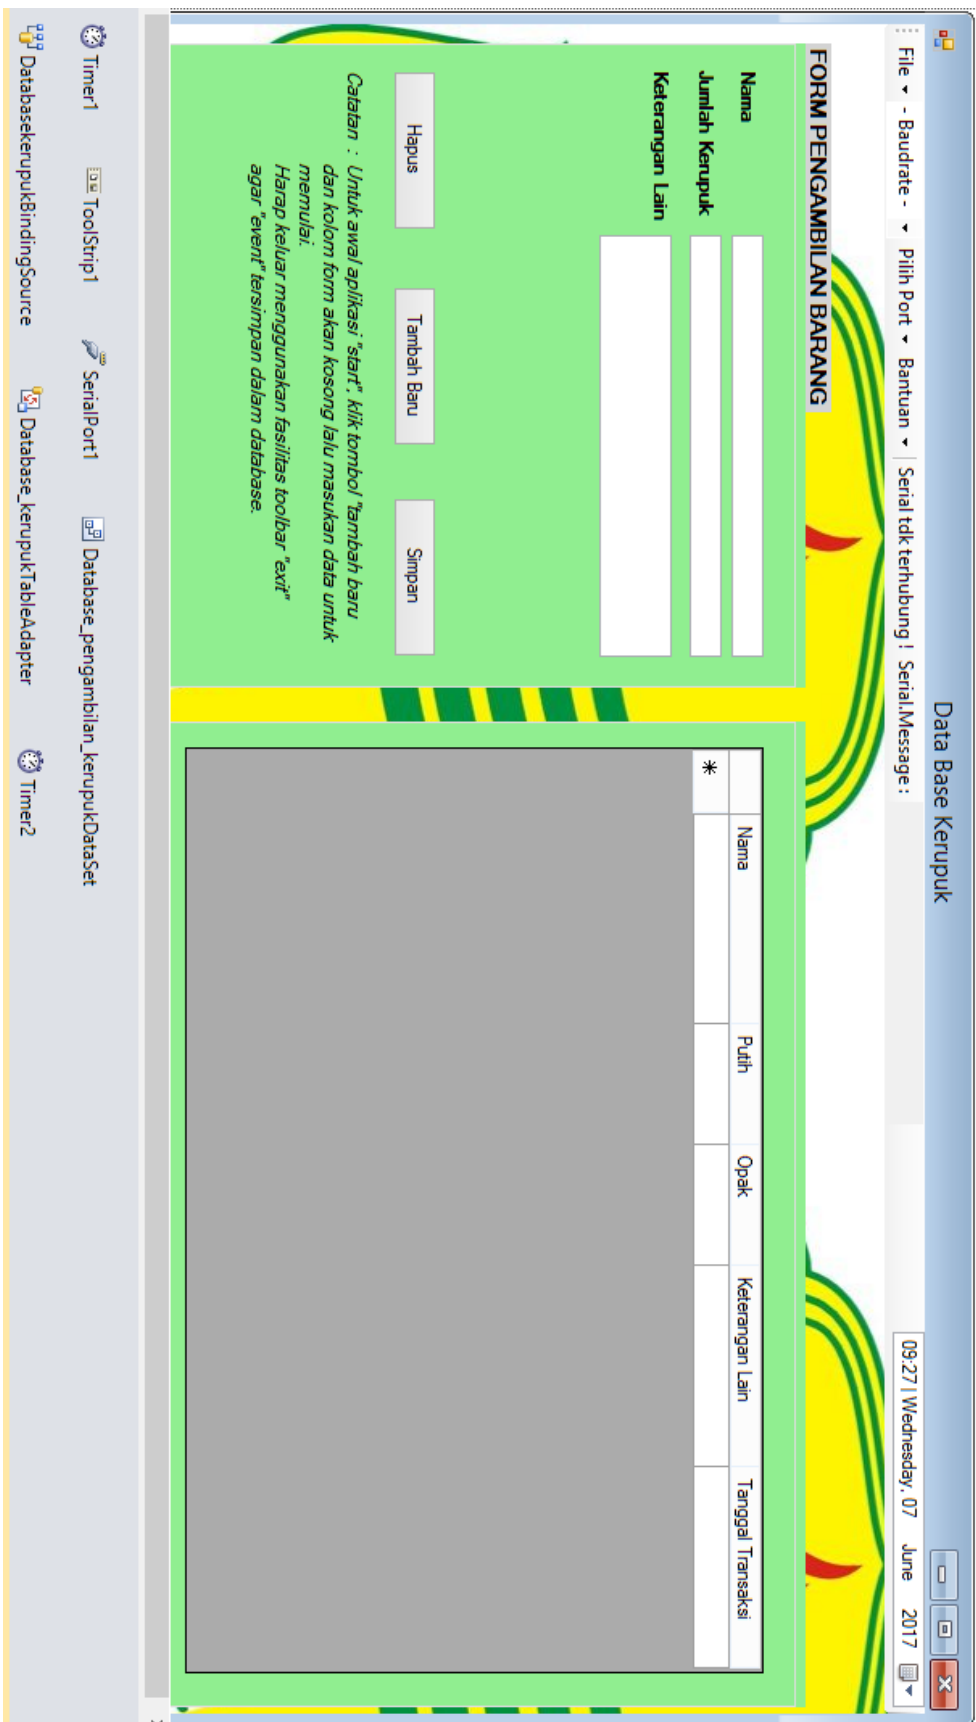 Data Base Kerupuk
File - Baudrate - Pilih Port Bantuan Serial tdk terhubung ! Serial.Message : 09:27 | Wednesday, 07 June 2017
FORM PENGAMBILAN BARANG
Nama
Jumlah Kerupuk
Keterangan Lain
Hapus Tambah Baru Simpan
Catatan : Untuk awal aplikasi "start", klik tombol "tambah baru
dan kolom form akan kosong lalu masukan data untuk
memulai.
Harap keluar menggunakan fasilitas toolbar "exit"
agar "event" tersimpan dalam database.
Nama Putih Opak Keterangan Lain Tanggal Transaksi
Timer1 ToolStrip1 SerialPort1 Database_pengambilan_kerupukDataSet
DatabasekerupukBindingSource Database_kerupukTableAdapter Timer2